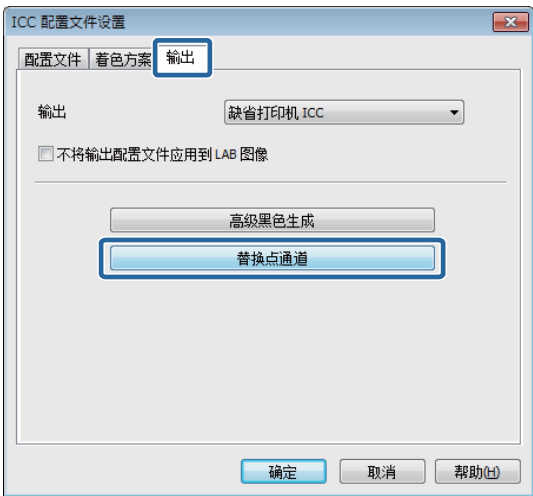 ICC 配置文件设置
配置文件 着色方案 输出
输出 缺省打印机 ICC
不将输出配置文件应用到 LAB 图像
高级黑色生成
替换点通道
确定 取消 帮助(H)